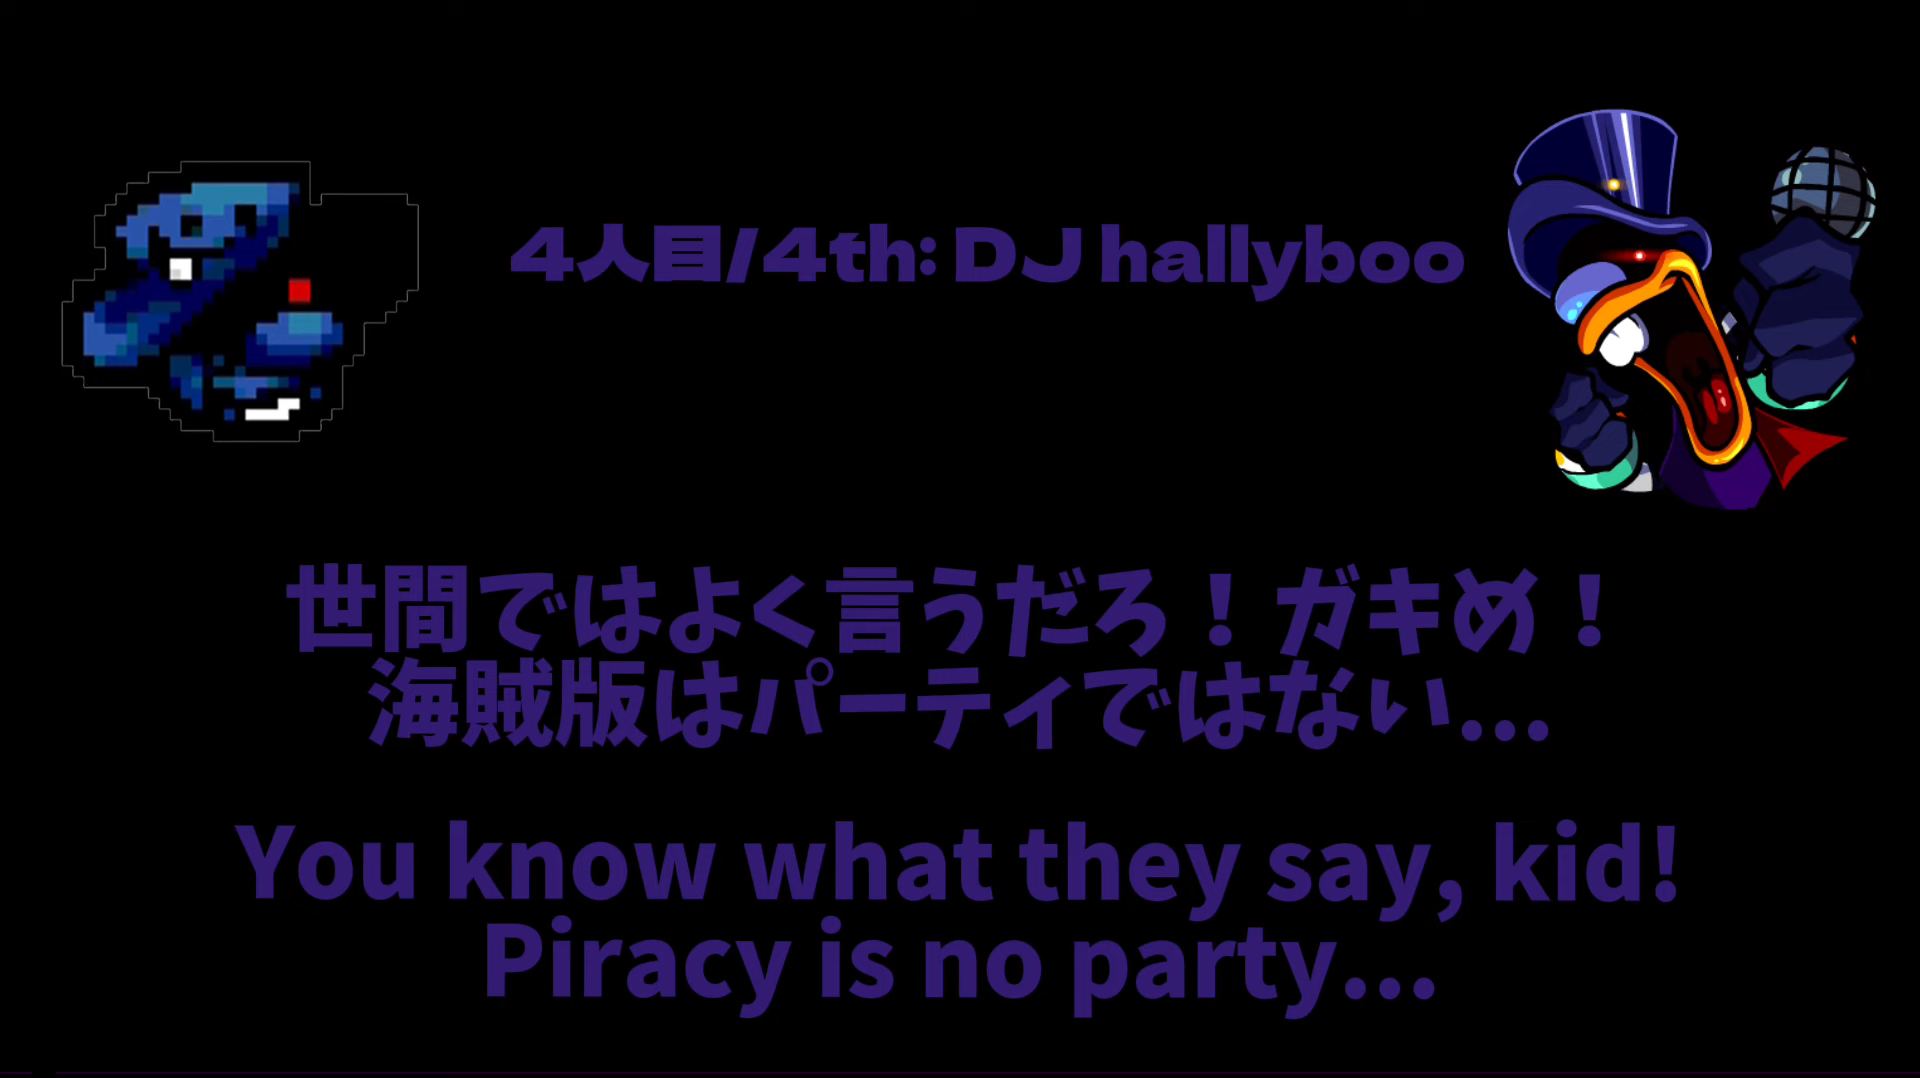 4人目/4th: DJ hallyboo
世間ではよく言うだろ！ガキめ！
海賊版はパーティではない...
You know what they say, kid!
Piracy is no party...